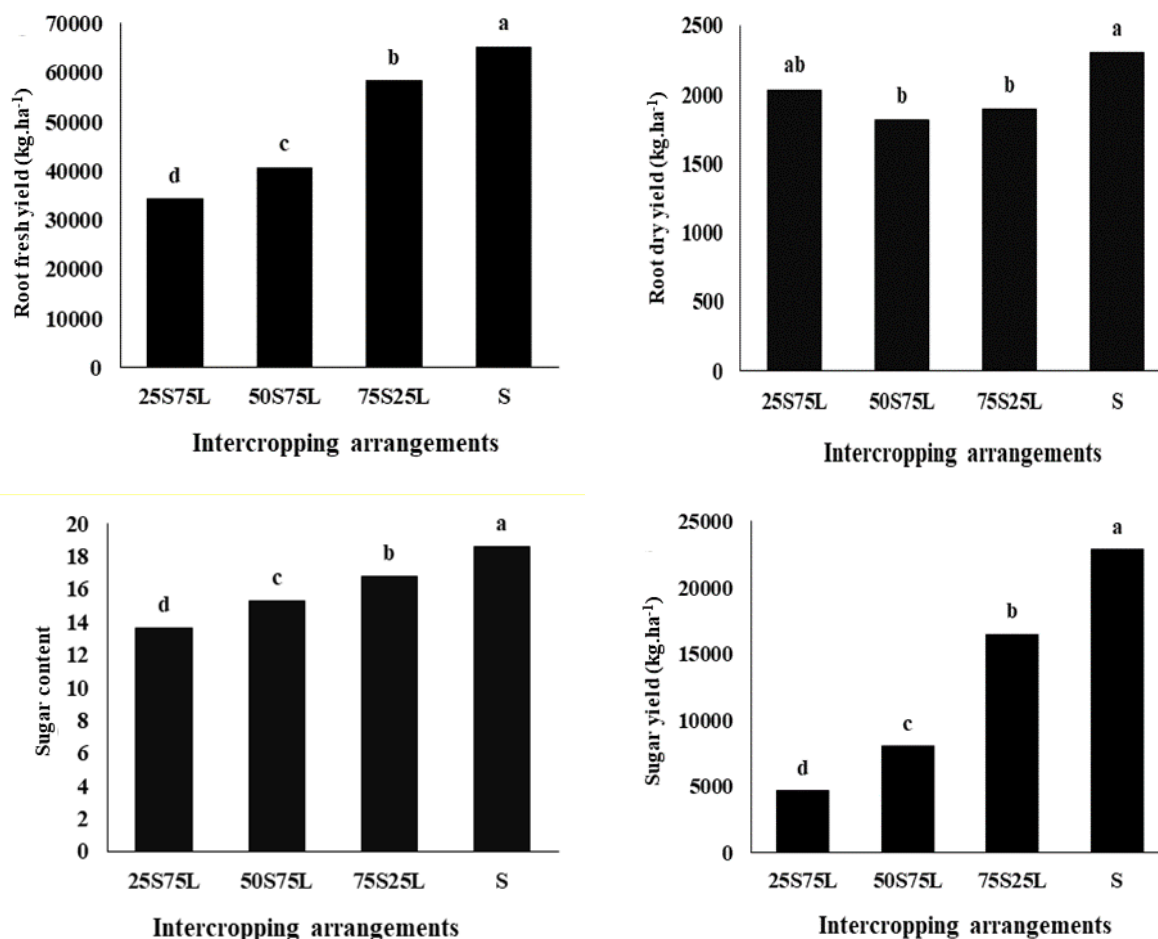 Root fresh yield (kg.ha-1)
70000
60000
50000
40000
30000
20000
10000
0
d
c
b
a
25S75L 50S75L 75S25L S
Intercropping arrangements
Root dry yield (kg.ha-1)
2500
2000
1500
1000
500
0
ab
b
b
a
25S75L 50S75L 75S25L S
Intercropping arrangements
Sugar content
20
18
16
14
12
10
8
6
4
2
0
d
c
b
a
25S75L 50S75L 75S25L S
Intercropping arrangements
Sugar yield (kg.ha-1)
25000
20000
15000
10000
5000
0
d
c
b
a
25S75L 50S75L 75S25L S
Intercropping arrangements